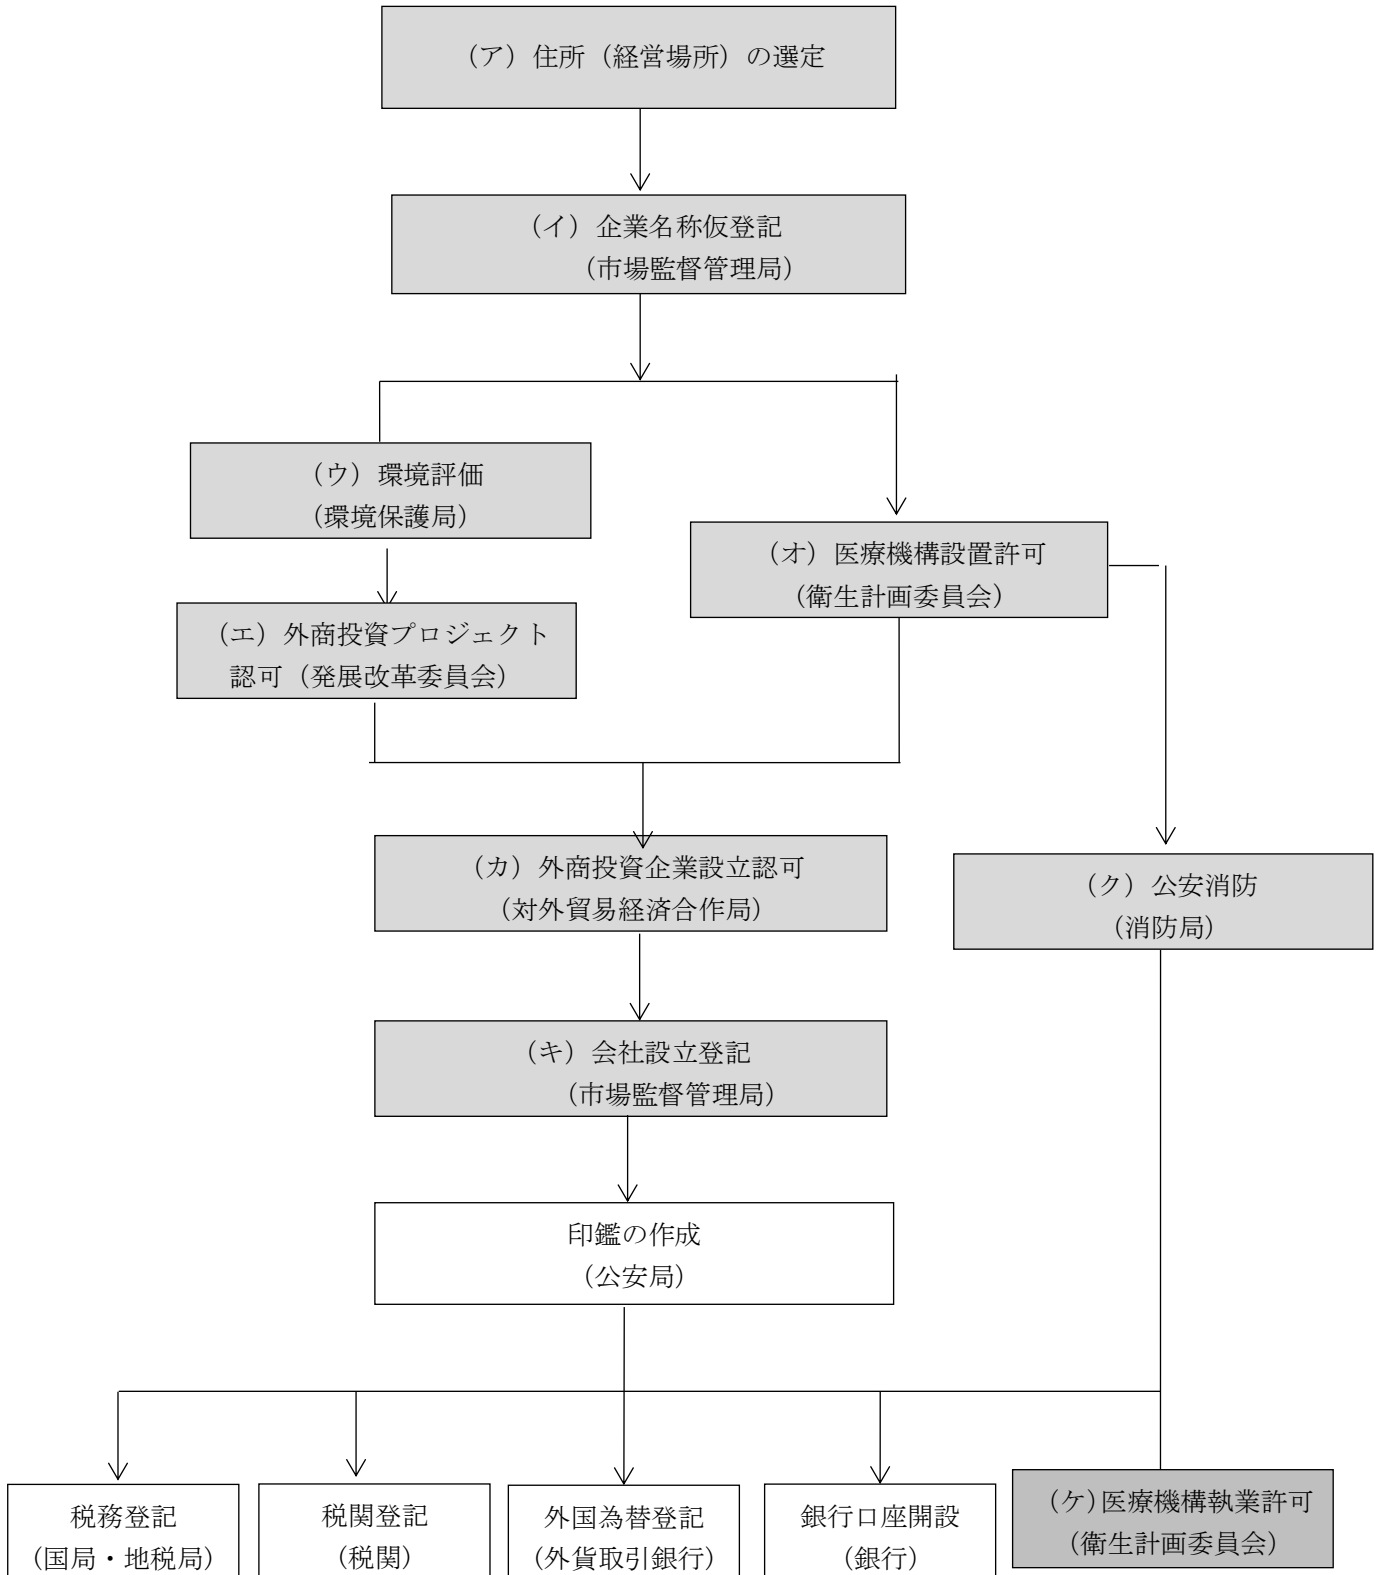 （ア）住所（経営場所）の選定
（イ）企業名称仮登記
（市場監督管理局）
（ウ）環境評価
（環境保護局）
（エ）外商投資プロジェクト
認可（発展改革委員会）
（オ）医療機構設置許可
（衛生計画委員会）
（カ）外商投資企業設立認可
（対外貿易経済合作局）
（ク）公安消防
（消防局）
（キ）会社設立登記
（市場監督管理局）
印鑑の作成
（公安局）
税務登記
（国局・地税局）
税関登記
（税関）
外国為替登記
（外貨取引銀行）
銀行口座開設
（銀行）
（ケ）医療機構執業許可
（衛生計画委員会）